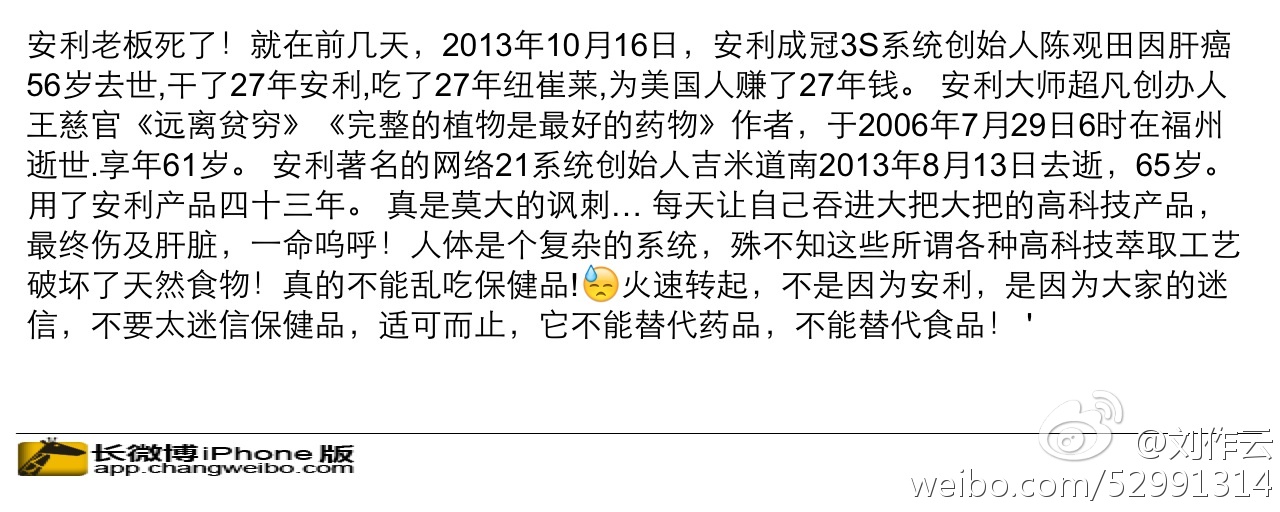 安利老板死了！就在前几天，2013年10月16日，安利成冠3S系统创始人陈观田因肝癌
56岁去世,干了27年安利,吃了27年纽崔莱,为美国人赚了27年钱。 安利大师超凡创办人
王慈官《远离贫穷》《完整的植物是最好的药物》作者，于2006年7月29日6时在福州
逝世.享年61岁。 安利著名的网络21系统创始人吉米道南2013年8月13日去逝，65岁。
用了安利产品四十三年。 真是莫大的讽刺... 每天让自己吞进大把大把的高科技产品，
最终伤及肝脏，一命呜呼！人体是个复杂的系统，殊不知这些所谓各种高科技萃取工艺
破坏了天然食物！真的不能乱吃保健品!😓火速转起，不是因为安利，是因为大家的迷
信，不要太迷信保健品，适可而止，它不能替代药品，不能替代食品！ '
长微博iPhone版
app.changweibo.com
@刘作云
weibo.com/52991314